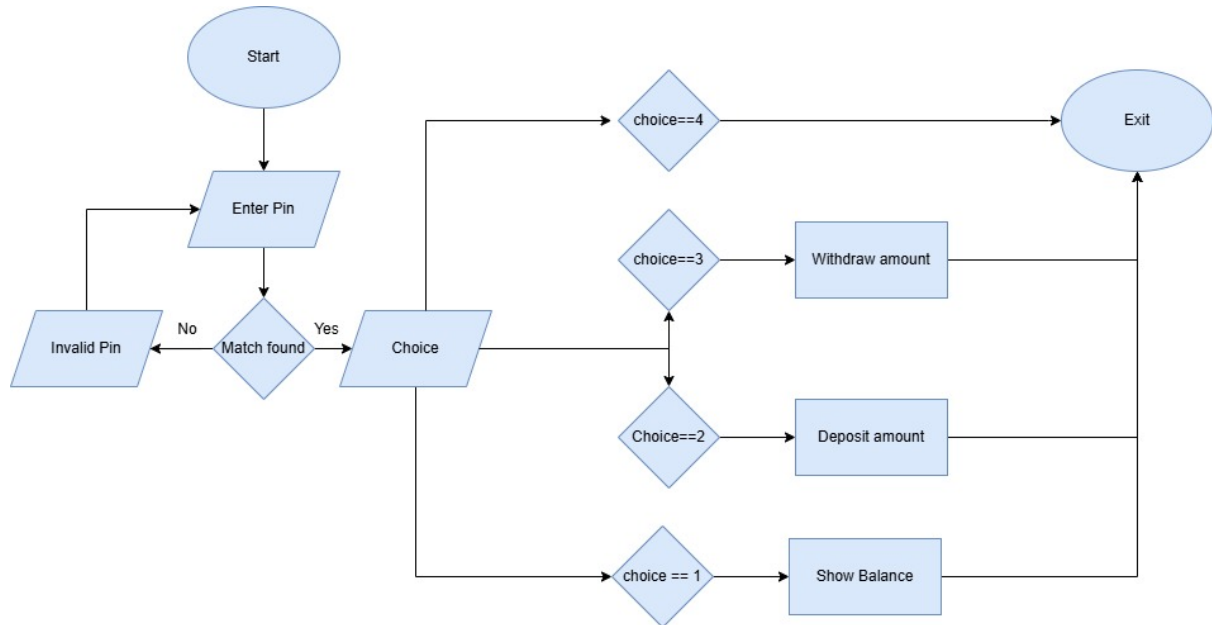 Start
choice==4
Exit
Enter Pin
choice==3
Withdraw amount
No
Yes
Invalid Pin
Match found
Choice
Choice==2
Deposit amount
choice == 1
Show Balance